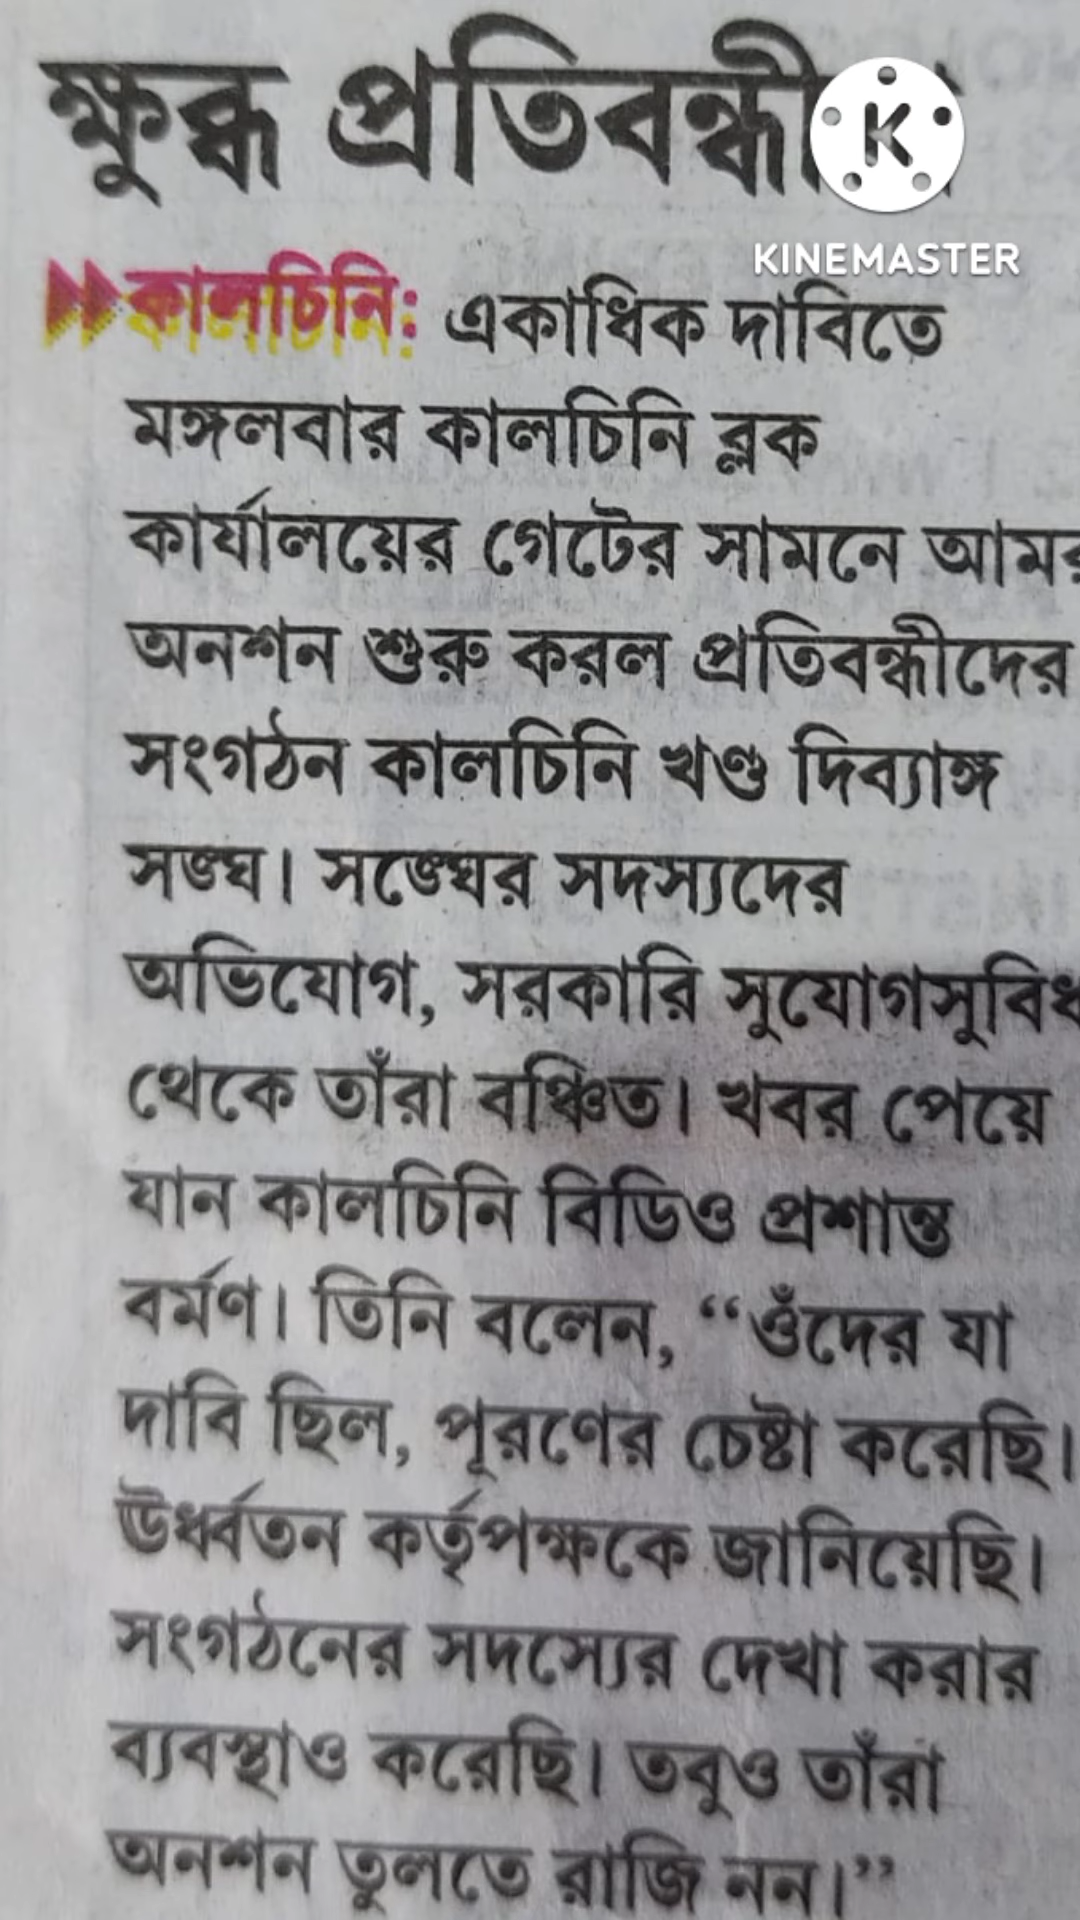 ক্ষুব্ধ প্রতিবন্ধী
KINEMASTER
কালচিনি: একাধিক দাবিতে
মঙ্গলবার কালচিনি ব্লক
কার্যালয়ের গেটের সামনে
অনশন শুরু করল প্রতিবন্ধীদের
সংগঠন কালচিনি খণ্ড দিব্যাঙ্গ
সঙ্ঘ। সঙ্ঘের সদস্যদের
অভিযোগ, সরকারি
থেকে তাঁরা বঞ্চিত। খবর পেয়ে
যান কালচিনি বিডিও প্রশান্ত
বর্মণ। তিনি বলেন, “ওঁদের যা
দাবি ছিল, পূরণের চেষ্টা করেছি।
ঊর্ধ্বতন কর্তৃপক্ষকে জানিয়েছি।
সংগঠনের সদস্যের দেখা করার
ব্যবস্থাও করেছি। তবুও তাঁরা
অনশন তুলতে রাজি নন।”